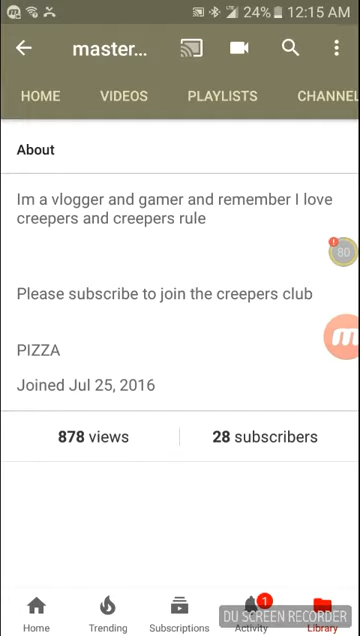 24% 12:15 AM
master...
HOME VIDEOS PLAYLISTS CHANNEL
About
Im a vlogger and gamer and remember I love
creepers and creepers rule
80
Please subscribe to join the creepers club
PIZZA
Joined Jul 25, 2016
878 views 28 subscribers
1
Home Trending Subscriptions Activity Library
DU SCREEN RECORDER